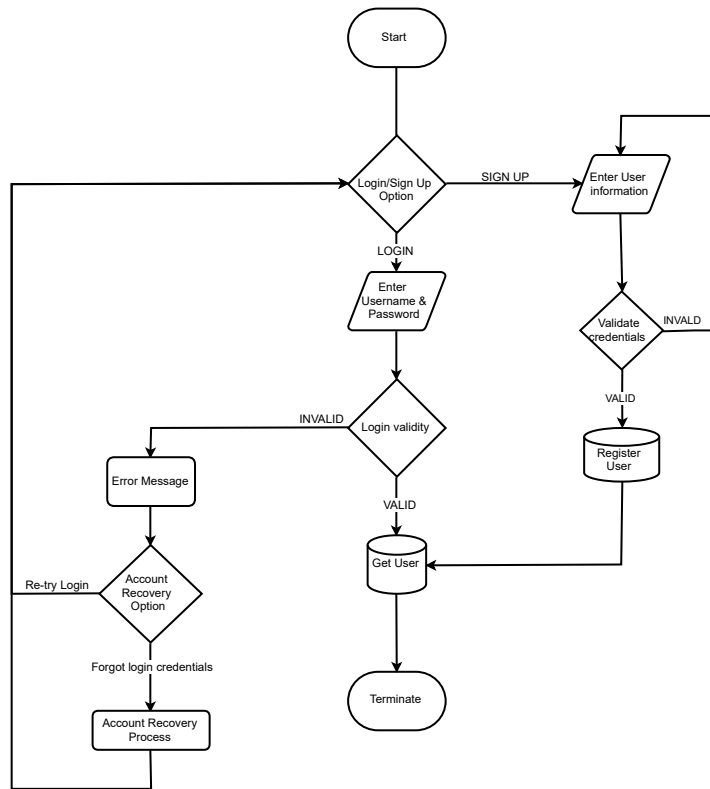 Start
Login/Sign Up
Option
SIGN UP
Enter User
information
LOGIN
Enter
Username &
Password
Validate
credentials
INVALD
VALID
Register
User
Login validity
INVALID
Error Message
VALID
Get User
Account
Recovery
Option
Re-try Login
Forgot login credentials
Account Recovery
Process
Terminate